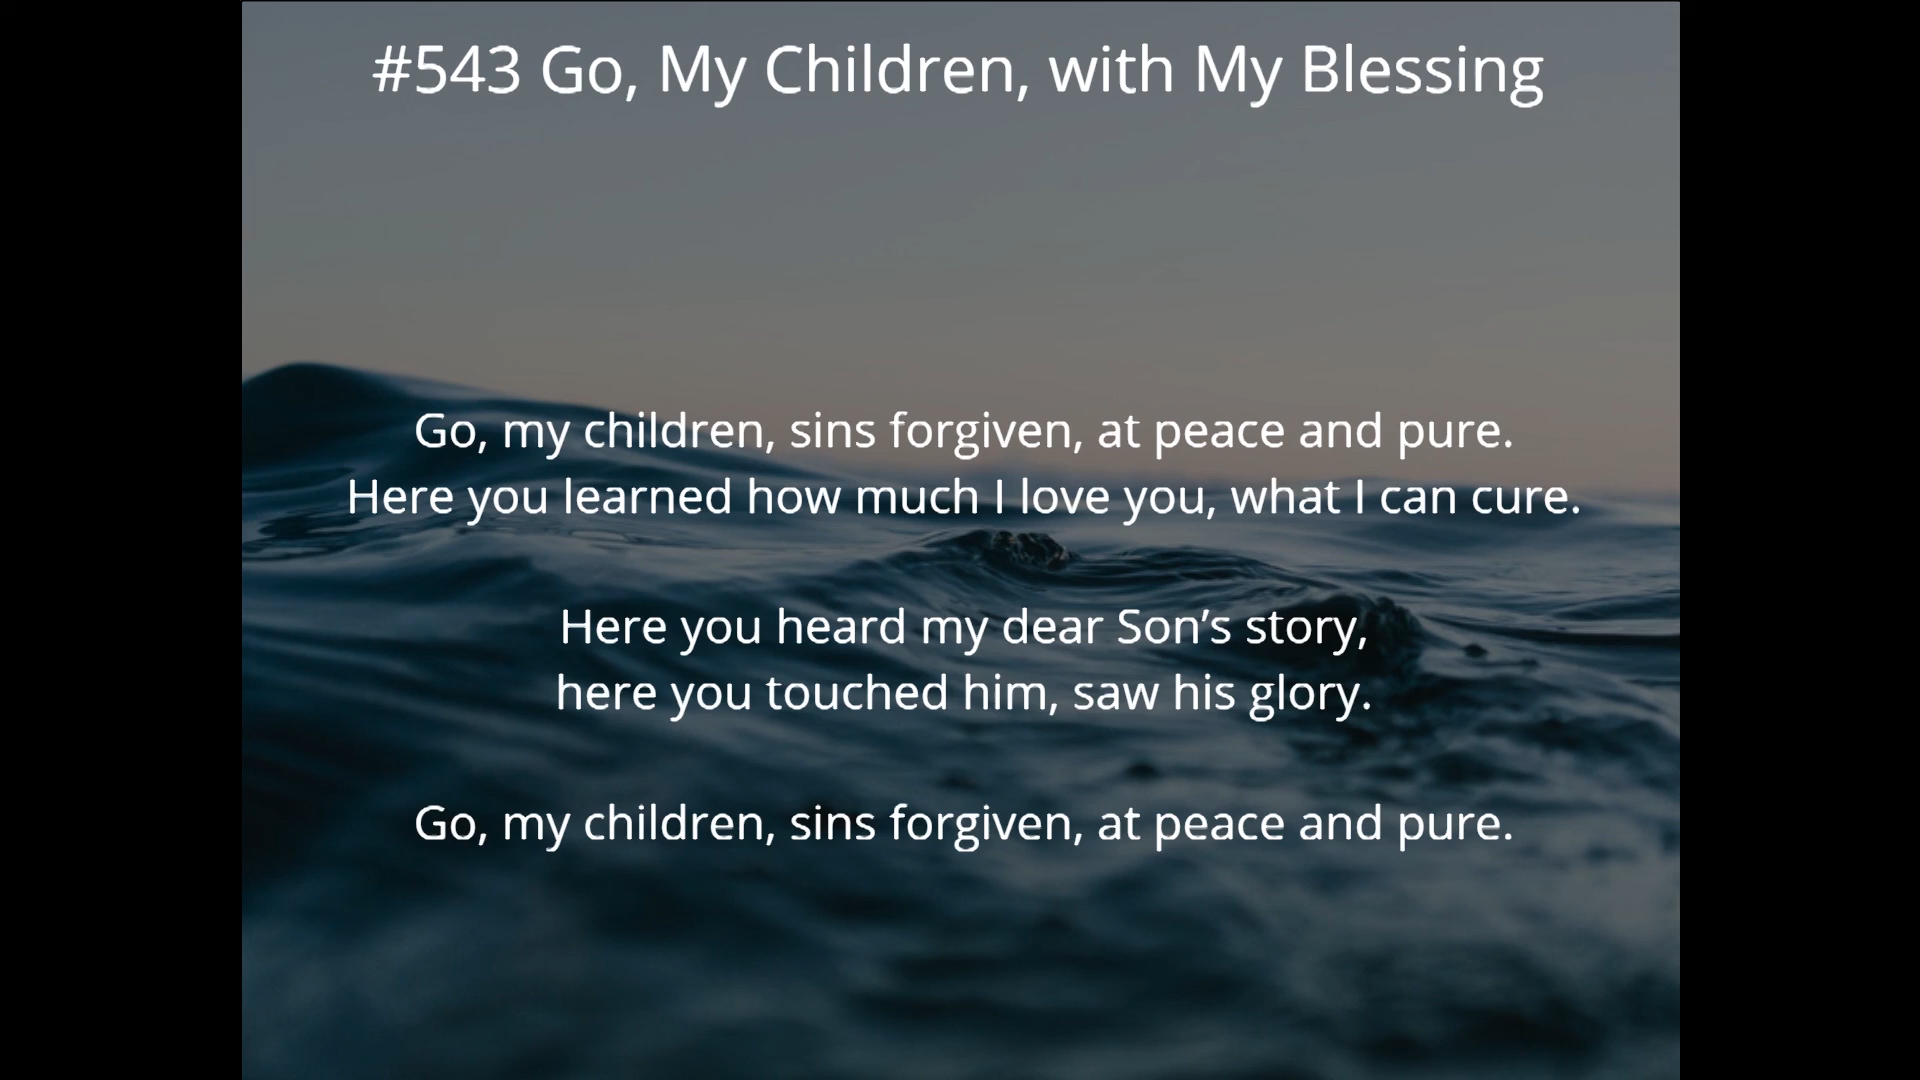 #543 Go, My Children, with My Blessing
Go, my children, sins forgiven, at peace and pure.
Here you learned how much I love you, what I can cure.
Here you heard my dear Son’s story,
here you touched him, saw his glory.
Go, my children, sins forgiven, at peace and pure.